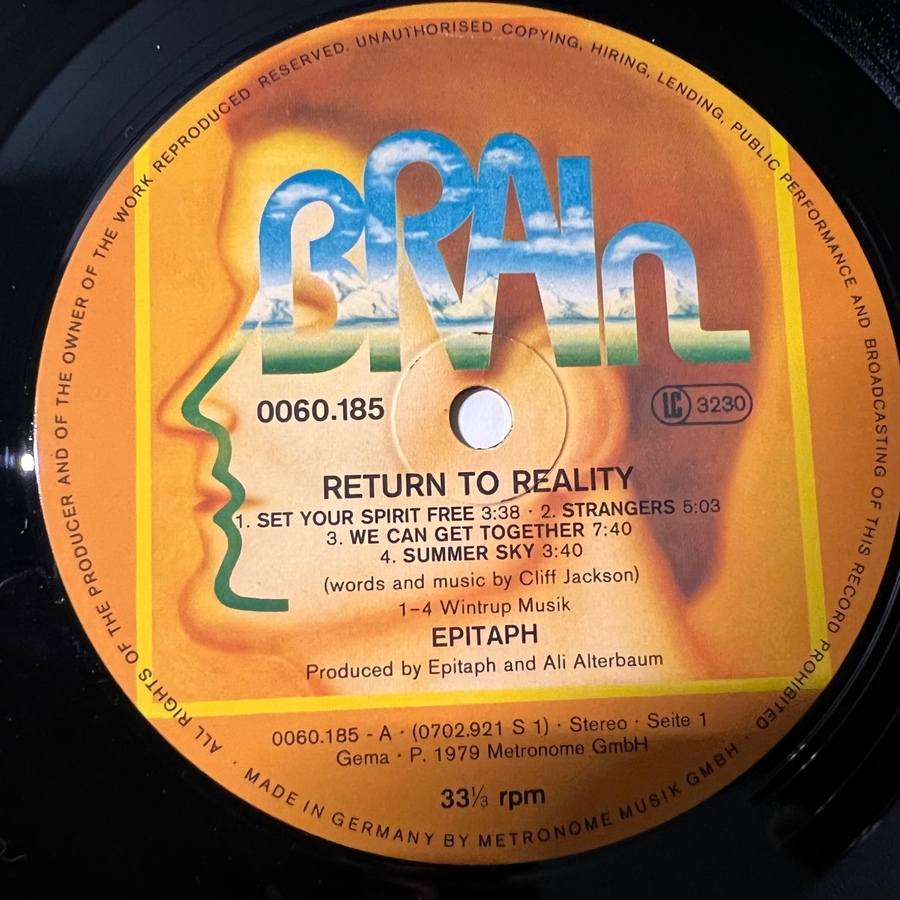 BRAIn
0060.185
LC 3230
RETURN TO REALITY
1. SET YOUR SPIRIT FREE 3:38 · 2. STRANGERS 5:03
3. WE CAN GET TOGETHER 7:40
4. SUMMER SKY 3:40
(words and music by Cliff Jackson)
1–4 Wintrup Musik
EPITAPH
Produced by Epitaph and Ali Alterbaum
0060.185 - A · (0702.921 S 1) · Stereo · Seite 1
Gema · P. 1979 Metronome GmbH
33⅓ rpm
ALL RIGHTS OF THE PRODUCER AND OF THE OWNER OF THE WORK REPRODUCED RESERVED. UNAUTHORISED COPYING, HIRING, LENDING, PUBLIC PERFORMANCE AND BROADCASTING OF THIS RECORD PROHIBITED
· MADE IN GERMANY BY METRONOME MUSIK GMBH ·